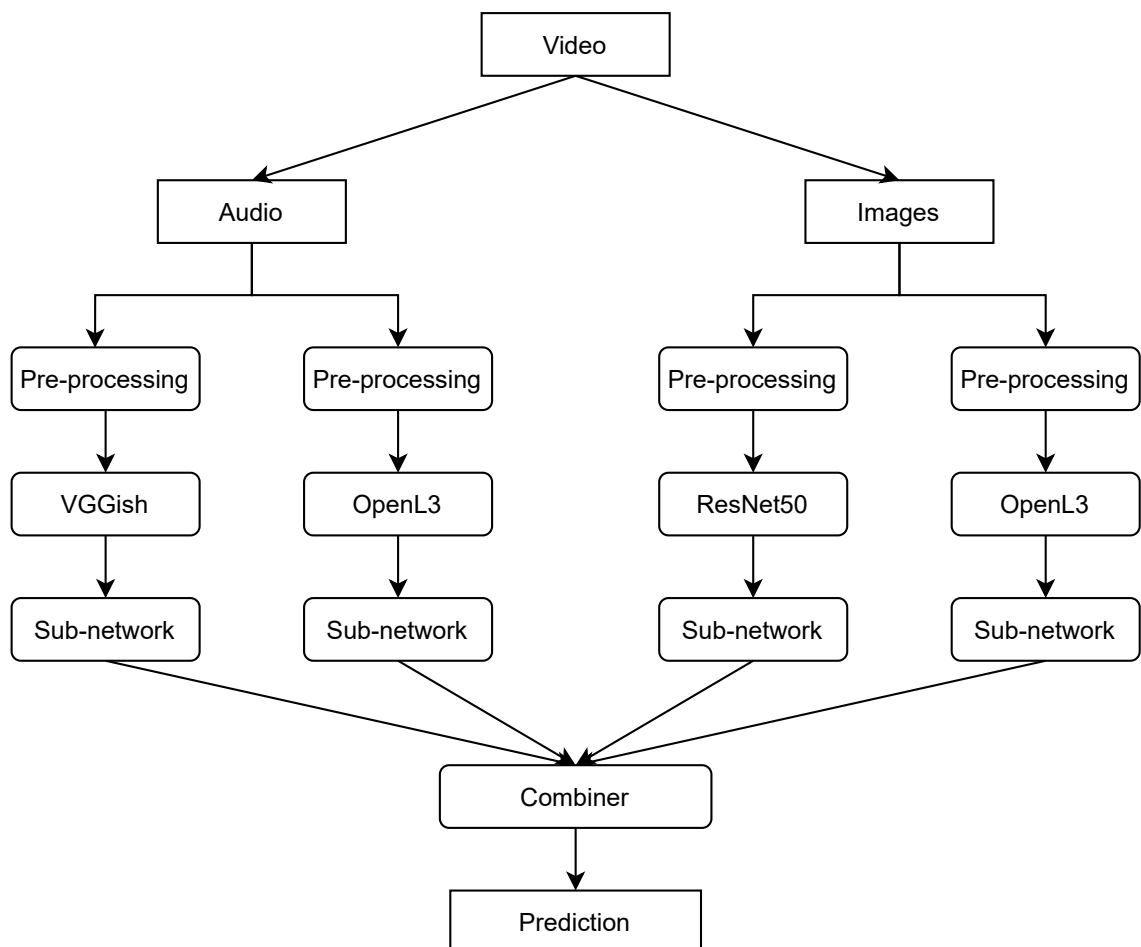 Video
Audio
Images
Pre-processing
Pre-processing
Pre-processing
Pre-processing
VGGish
OpenL3
ResNet50
OpenL3
Sub-network
Sub-network
Sub-network
Sub-network
Combiner
Prediction